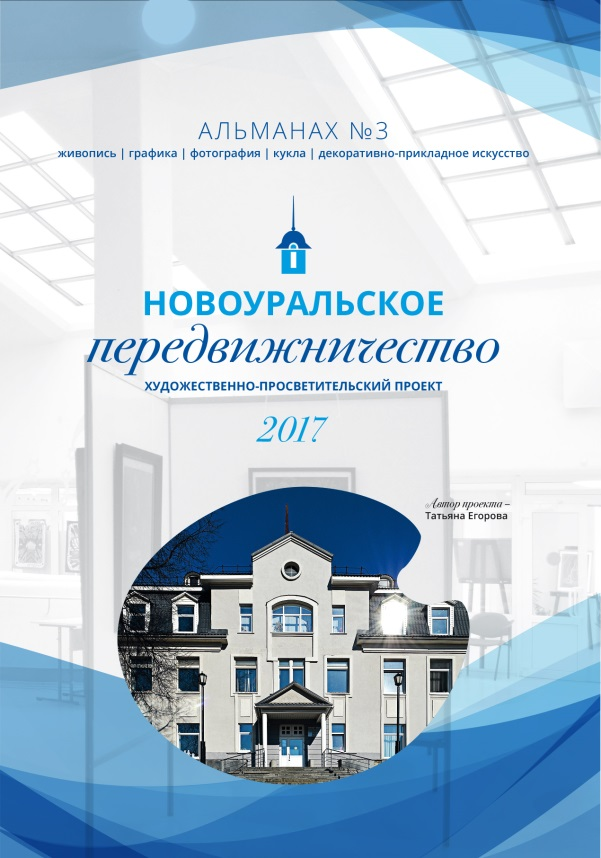 АЛЬМАНАХ №3
живопись | графика | фотография | кукла | декоративно-прикладное искусство
НОВОУРАЛЬСКОЕ
передвижничество
ХУДОЖЕСТВЕННО-ПРОСВЕТИТЕЛЬСКИЙ ПРОЕКТ
2017
Автор проекта –
Татьяна Егорова